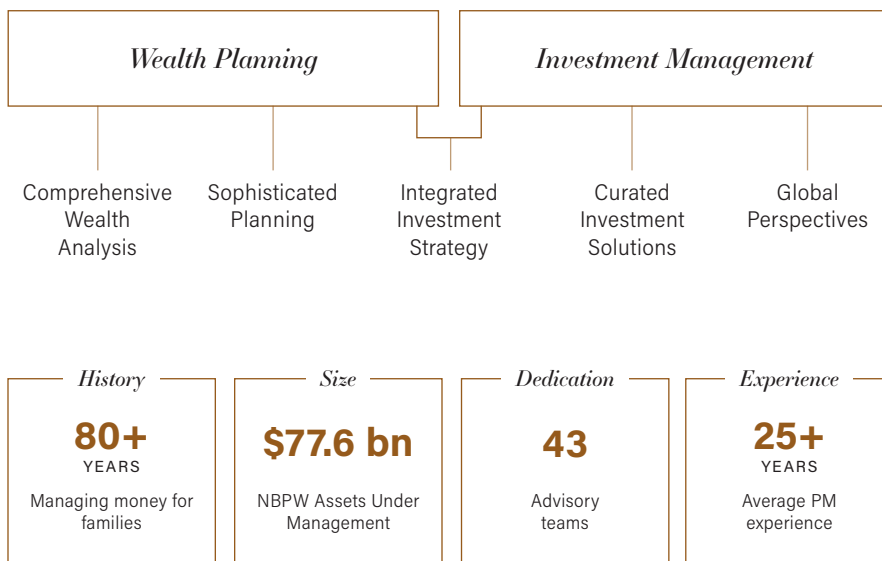 Wealth Planning
Investment Management
Comprehensive
Wealth
Analysis
Sophisticated
Planning
Integrated
Investment
Strategy
Curated
Investment
Solutions
Global
Perspectives
History
80+
YEARS
Managing money for
families
Size
$77.6 bn
NBPW Assets Under
Management
Dedication
43
Advisory
teams
Experience
25+
YEARS
Average PM
experience